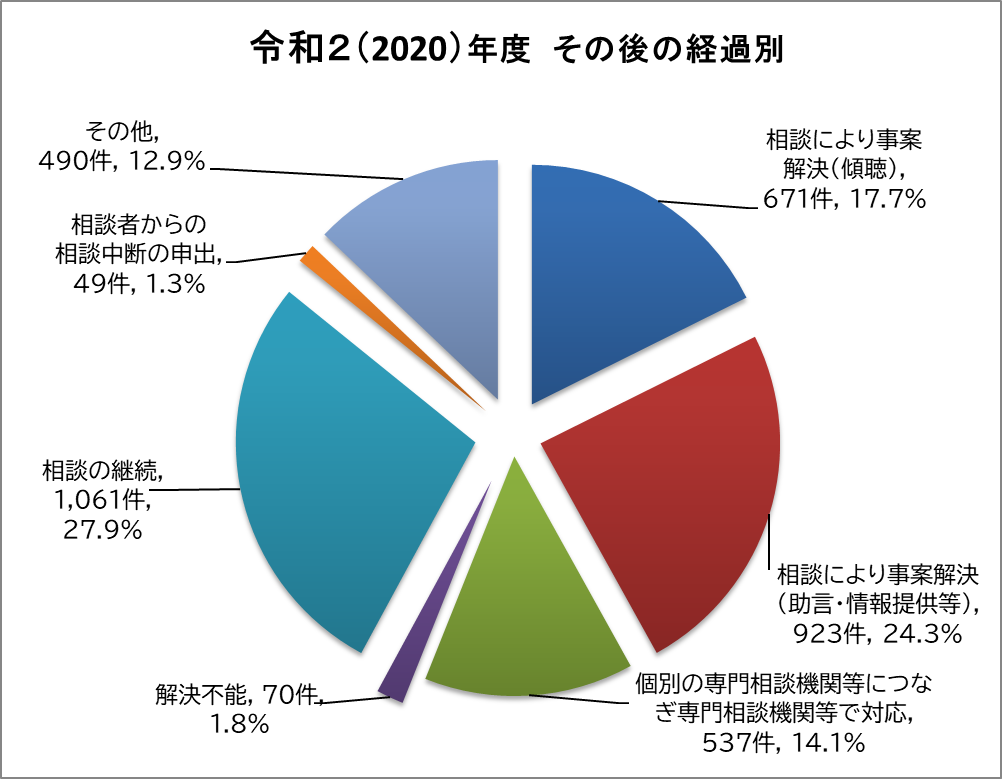 令和２（2020）年度　その後の経過別
相談により事案
解決（傾聴），
671件, 17.7%
相談により事案解決
（助言・情報提供等），
923件, 24.3%
個別の専門相談機関等につな
ぎ専門相談機関等で対応，
537件, 14.1%
解決不能, 70件,
1.8%
相談の継続,
1,061件,
27.9%
相談者からの
相談中断の申出,
49件, 1.3%
その他,
490件, 12.9%